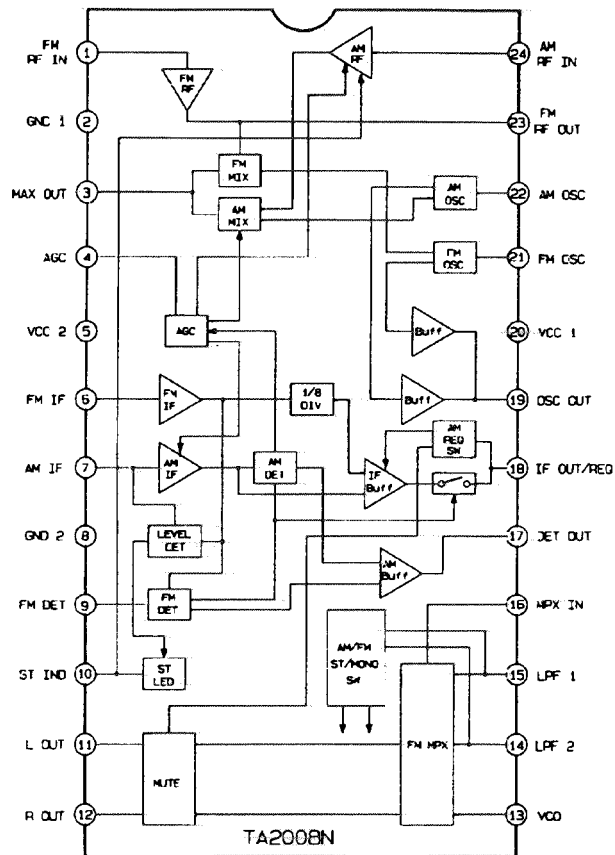 FM
RF IN
1
AM
RF
24
AM
RF IN
FM
RF
GNC 1
2
23
FM
RF OUT
FM
MIX
MAX OUT
3
AM
MIX
AM
OSC
22
AM OSC
AGC
4
FM
OSC
21
FM OSC
VCC 2
5
AGC
Buff
20
VCC 1
FM IF
6
FM
IF
1/8
DIV
Buff
19
OSC OUT
AM IF
7
AM
IF
AM
DET
IF
Buff
AM
REQ
SW
18
IF OUT/REQ
GND 2
8
LEVEL
DET
17
DET OUT
AM
Buff
FM DET
9
FM
DET
16
MPX IN
AM/FM
ST/MONO
SW
ST IND
10
ST
LED
15
LPF 1
L OUT
11
MUTE
FM MPX
14
LPF 2
R OUT
12
13
VCO
TA2008N